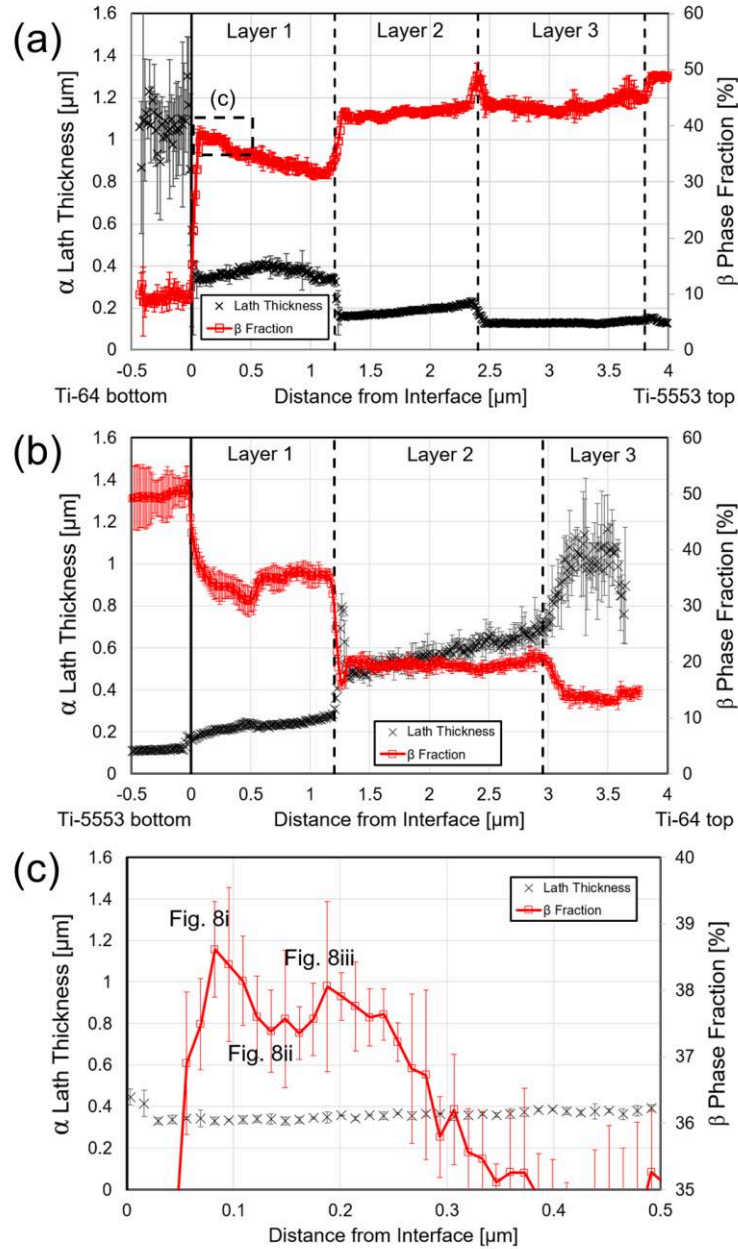 (a)
Layer 1 Layer 2 Layer 3
(c)
α Lath Thickness [μm]
1.6
1.4
1.2
1
0.8
0.6
0.4
0.2
0
β Phase Fraction [%]
60
50
40
30
20
10
0
Lath Thickness
β Fraction
-0.5 0 0.5 1 1.5 2 2.5 3 3.5 4
Ti-64 bottom Distance from Interface [μm] Ti-5553 top
(b)
Layer 1 Layer 2 Layer 3
α Lath Thickness [μm]
1.6
1.4
1.2
1
0.8
0.6
0.4
0.2
0
β Phase Fraction [%]
60
50
40
30
20
10
0
Lath Thickness
β Fraction
-0.5 0 0.5 1 1.5 2 2.5 3 3.5 4
Ti-5553 bottom Distance from Interface [μm] Ti-64 top
(c)
α Lath Thickness [μm]
1.6
1.4
1.2
1
0.8
0.6
0.4
0.2
0
β Phase Fraction [%]
40
39
38
37
36
35
Lath Thickness
β Fraction
Fig. 8i
Fig. 8iii
Fig. 8ii
0 0.1 0.2 0.3 0.4 0.5
Distance from Interface [μm]